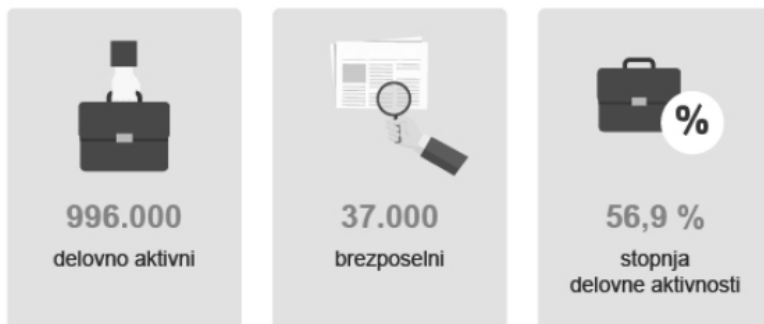 996.000
delovno aktivni
37.000
brezposelni
%
56,9 %
stopnja
delovne aktivnosti